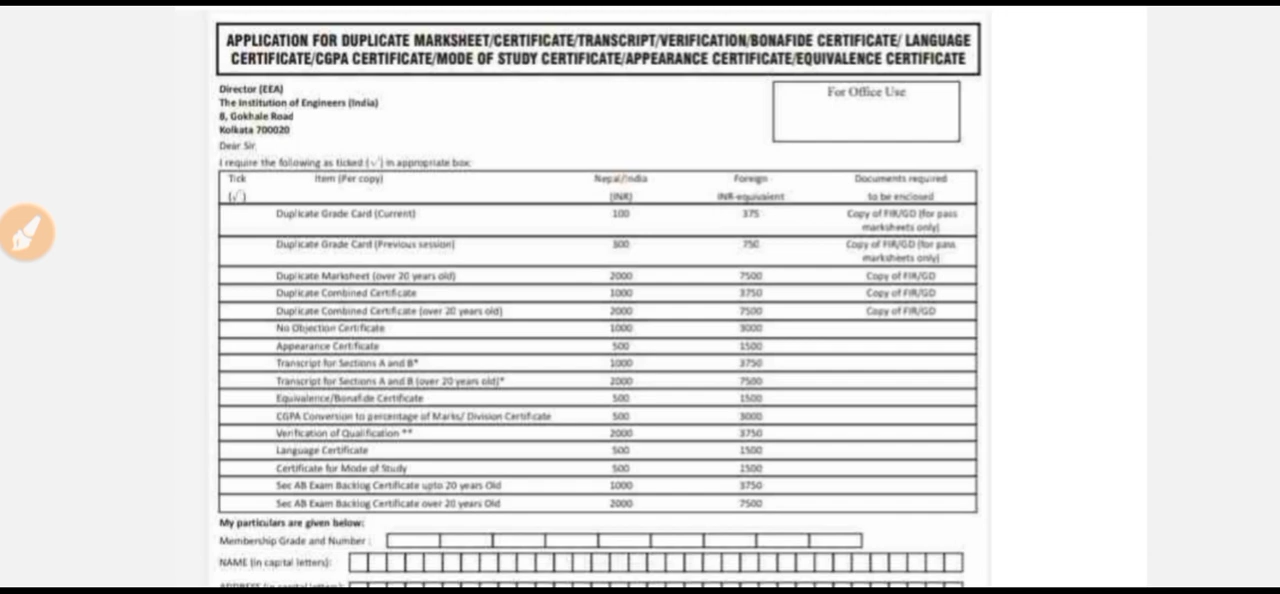 APPLICATION FOR DUPLICATE MARKSHEET/CERTIFICATE/TRANSCRIPT/VERIFICATION/BONAFIDE CERTIFICATE/ LANGUAGE
CERTIFICATE/CGPA CERTIFICATE/MODE OF STUDY CERTIFICATE/APPEARANCE CERTIFICATE/EQUIVALENCE CERTIFICATE
Director (EEA)
The Institution of Engineers (India)
8, Gokhale Road
Kolkata 700020
For Office Use
Dear Sir
I require the following as ticked (√) in appropriate box:
Tick Item (Per copy) Nepal/India Foreign Documents required
(√) (INR) INR-equivalent to be enclosed
Duplicate Grade Card (Current) 100 375 Copy of FIR/GD (for pass
marksheets only)
Duplicate Grade Card (Previous session) 300 750 Copy of FIR/GD (for pass
marksheets only)
Duplicate Marksheet (over 20 years old) 2000 7500 Copy of FIR/GD
Duplicate Combined Certificate 1000 3750 Copy of FIR/GD
Duplicate Combined Certificate (over 20 years old) 2000 7500 Copy of FIR/GD
No Objection Certificate 1000 3000
Appearance Certificate 500 1500
Transcript for Sections A and B* 1000 3750
Transcript for Sections A and B (over 20 years old)* 2000 7500
Equivalence/Bonafide Certificate 500 1500
CGPA Conversion to percentage of Marks/ Division Certificate 500 3000
Verification of Qualification ** 2000 3750
Language Certificate 500 1500
Certificate for Mode of Study 500 1500
Sec AB Exam Backlog Certificate upto 20 years Old 1000 3750
Sec AB Exam Backlog Certificate over 20 years Old 2000 7500
My particulars are given below:
Membership Grade and Number :
NAME (in capital letters):